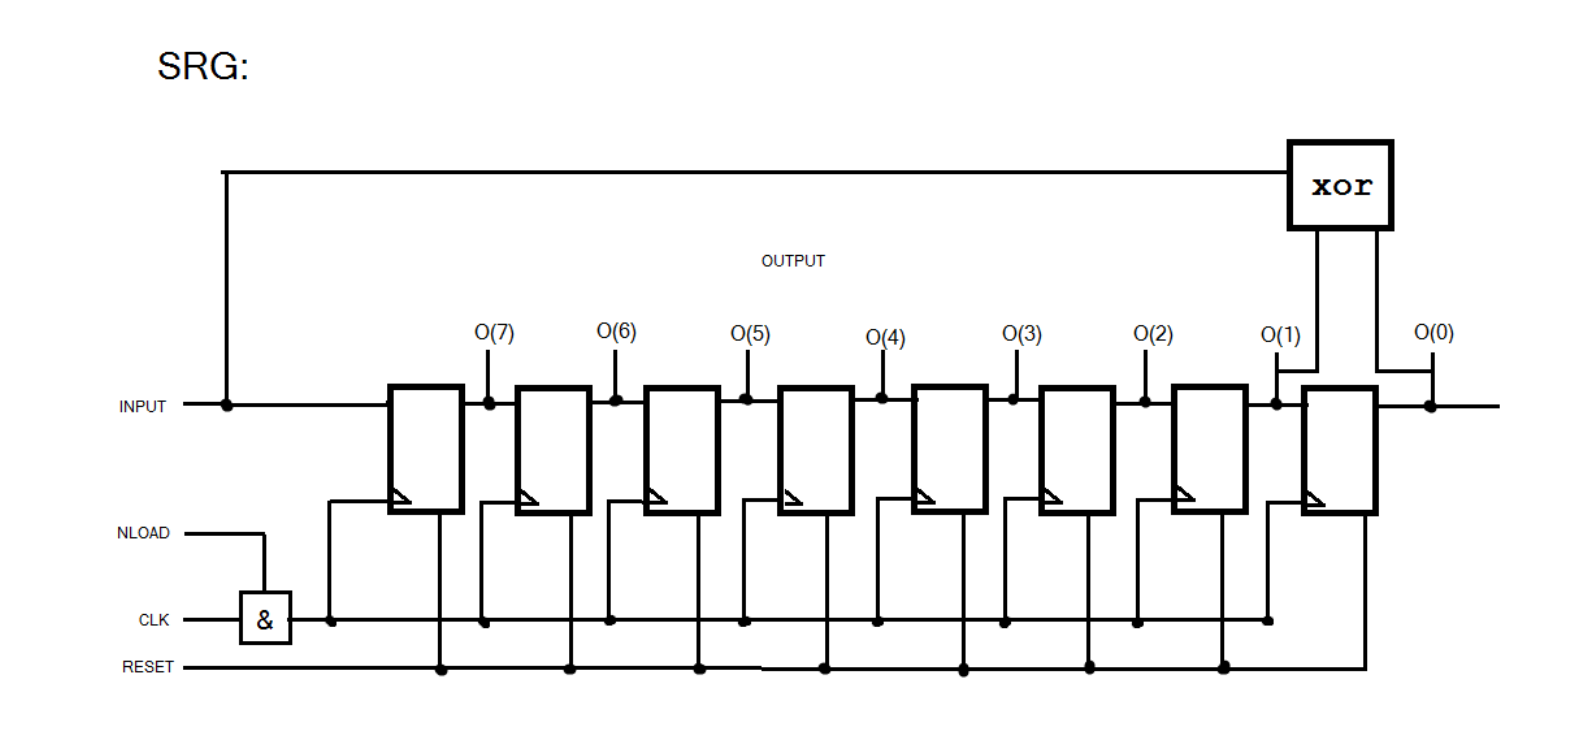 SRG:
xor
OUTPUT
O(7) O(6) O(5) O(4) O(3) O(2) O(1) O(0)
INPUT
NLOAD
CLK &
RESET